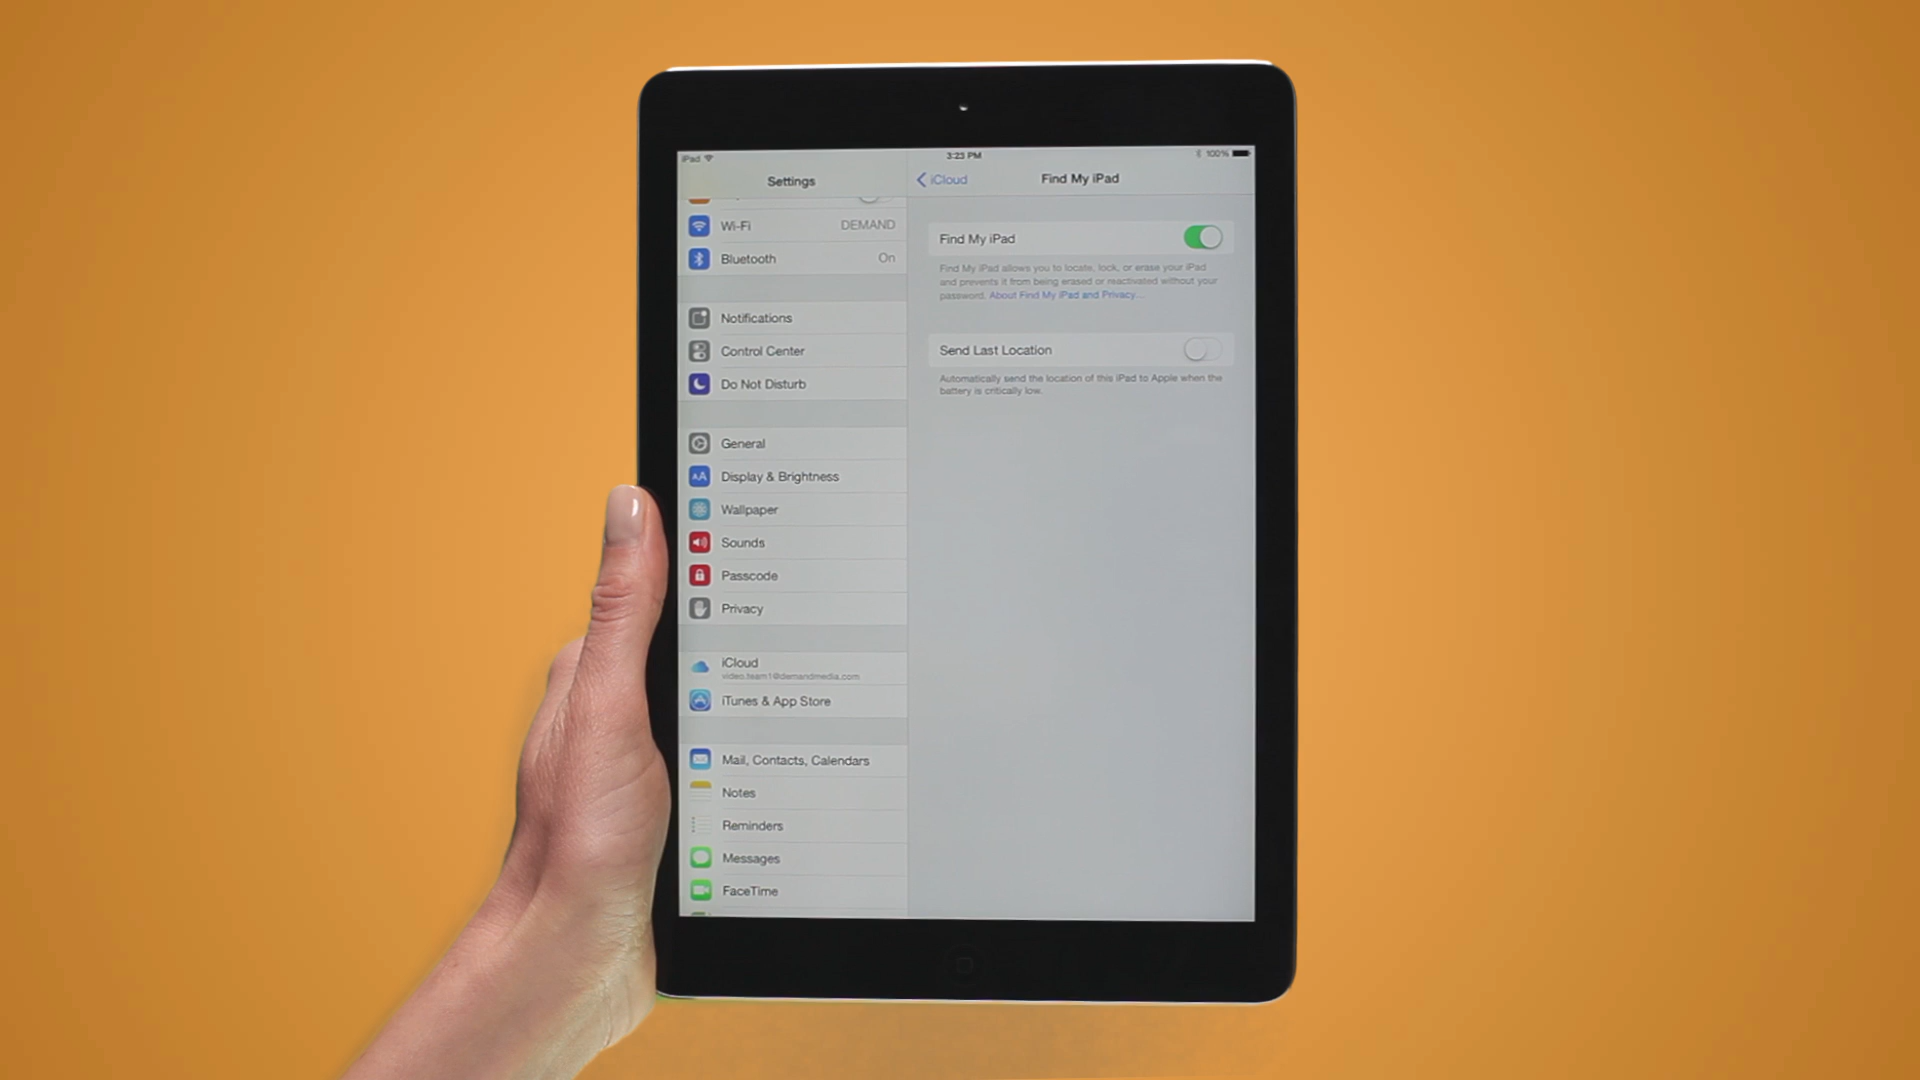 iPad
3:23 PM
100%
Settings
iCloud
Find My iPad
Wi-Fi
DEMAND
Bluetooth
On
Notifications
Control Center
Do Not Disturb
General
AA
Display & Brightness
Wallpaper
Sounds
Passcode
Privacy
iCloud
video.team1@demandmedia.com
iTunes & App Store
Mail, Contacts, Calendars
Notes
Reminders
Messages
FaceTime
Find My iPad
Find My iPad allows you to locate, lock, or erase your iPad
and prevents it from being erased or reactivated without your
password. About Find My iPad and Privacy...
Send Last Location
Automatically send the location of this iPad to Apple when the
battery is critically low.